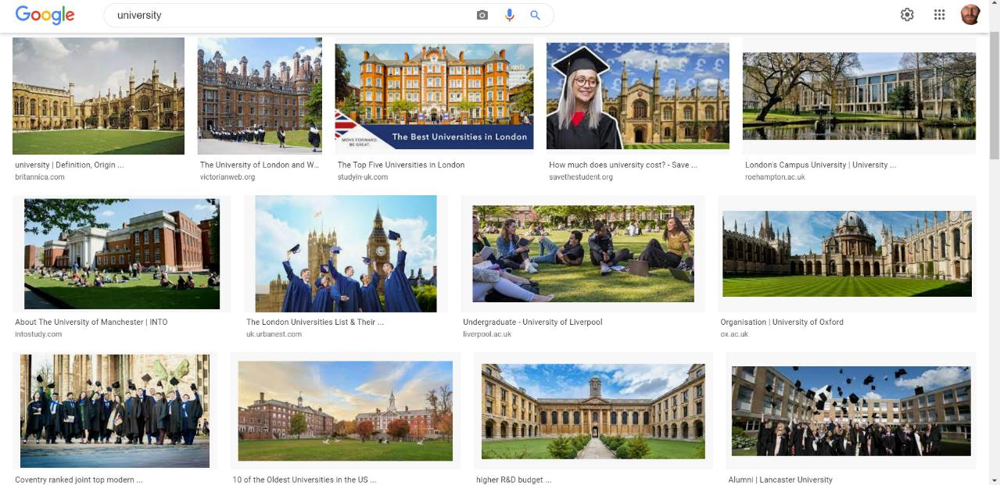 Google
university
MOVE FORWARD.
BE GREAT.
The Best Universities in London
university | Definition, Origin ...
britannica.com
The University of London and W...
victorianweb.org
The Top Five Universities in London
studyin-uk.com
How much does university cost? - Save ...
savethestudent.org
London's Campus University | University ...
roehampton.ac.uk
About The University of Manchester | INTO
intostudy.com
The London Universities List & Their ...
uk.urbanest.com
Undergraduate - University of Liverpool
liverpool.ac.uk
Organisation | University of Oxford
ox.ac.uk
Coventry ranked joint top modern ...
10 of the Oldest Universities in the US ...
higher R&D budget ...
Alumni | Lancaster University